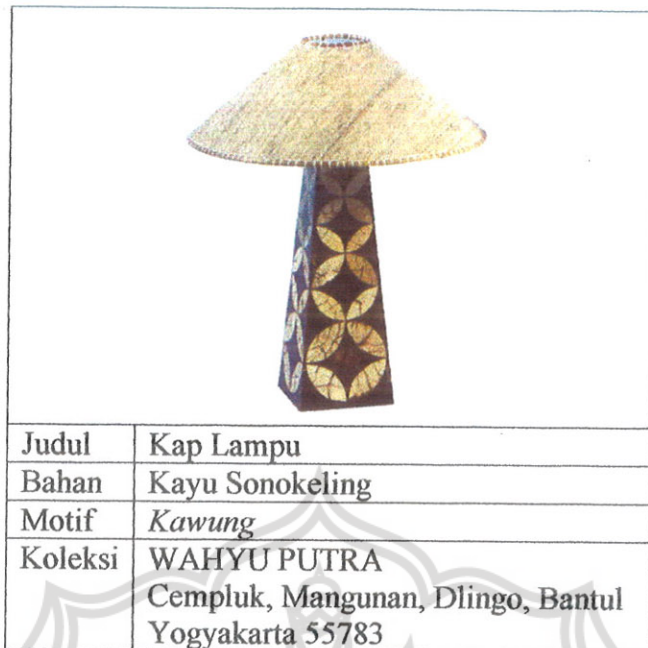 Judul Kap Lampu
Bahan Kayu Sonokeling
Motif Kawung
Koleksi WAHYU PUTRA
Cempluk, Mangunan, Dlingo, Bantul
Yogyakarta 55783